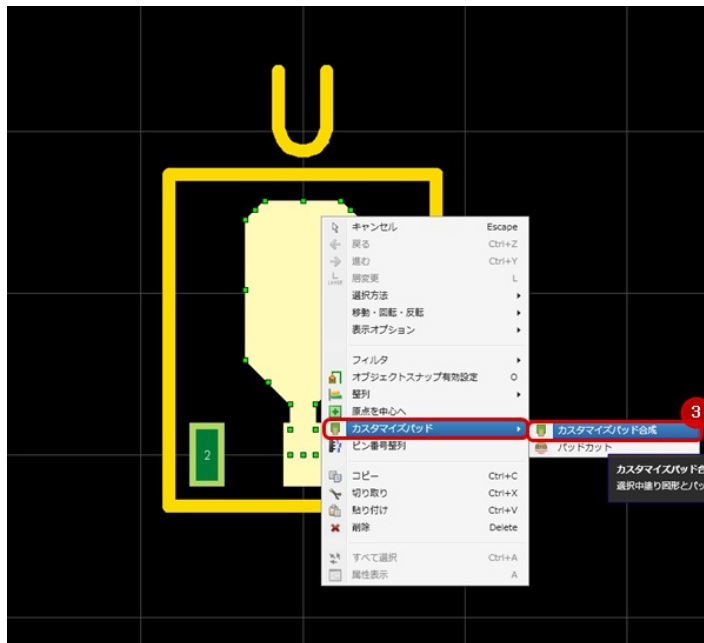 U
キャンセル Escape
戻る Ctrl+Z
進む Ctrl+Y
LAYER 層変更 L
選択方法
移動・回転・反転
表示オプション
フィルタ
オブジェクトスナップ有効設定 O
整列
原点を中心へ
3
カスタマイズパッド カスタマイズパッド合成
ピン番号整列 パッドカット
2
カスタマイズパッド合
選択中塗り図形とパッ
コピー Ctrl+C
切り取り Ctrl+X
貼り付け Ctrl+V
削除 Delete
すべて選択 Ctrl+A
属性表示 A